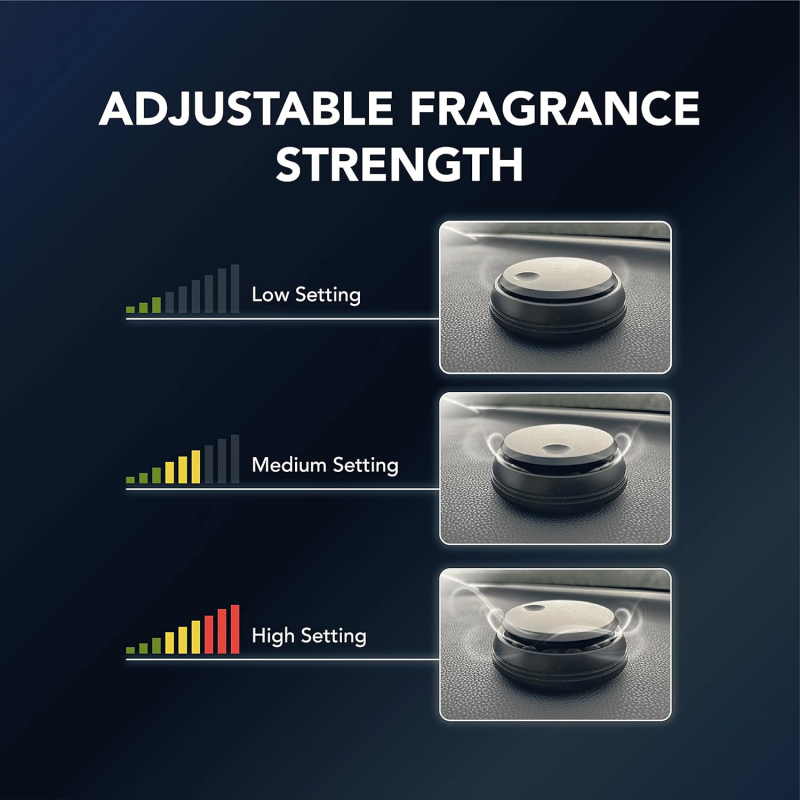 ADJUSTABLE FRAGRANCE
STRENGTH
Low Setting
Medium Setting
High Setting